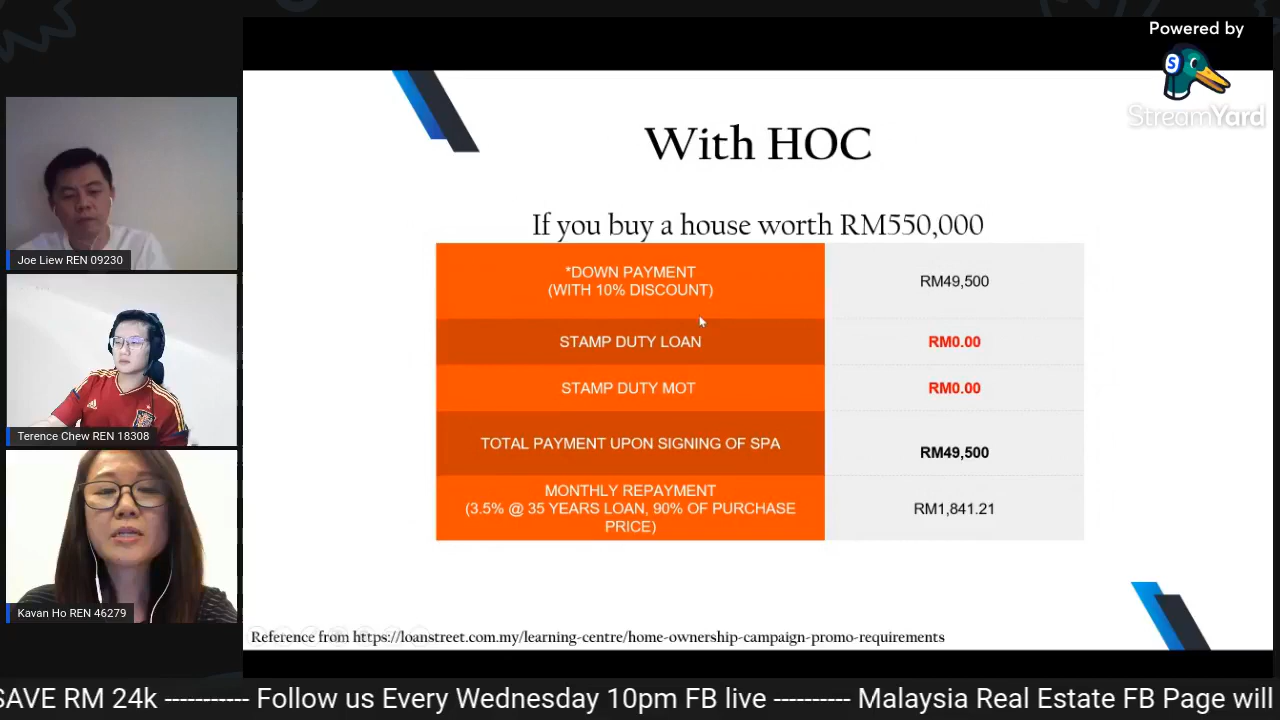 Powered by
StreamYard
With HOC
If you buy a house worth RM550,000
*DOWN PAYMENT
(WITH 10% DISCOUNT)
RM49,500
STAMP DUTY LOAN
RM0.00
STAMP DUTY MOT
RM0.00
TOTAL PAYMENT UPON SIGNING OF SPA
RM49,500
MONTHLY REPAYMENT
(3.5% @ 35 YEARS LOAN, 90% OF PURCHASE
PRICE)
RM1,841.21
Reference from https://loanstreet.com.my/learning-centre/home-ownership-campaign-promo-requirements
Joe Liew REN 09230
Terence Chew REN 18308
Kavan Ho REN 46279
SAVE RM 24k ----------- Follow us Every Wednesday 10pm FB live ---------- Malaysia Real Estate FB Page will